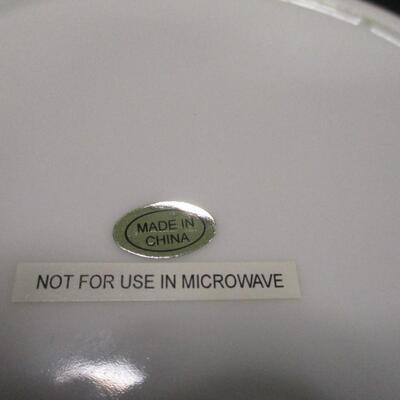 MADE IN
CHINA
NOT FOR USE IN MICROWAVE